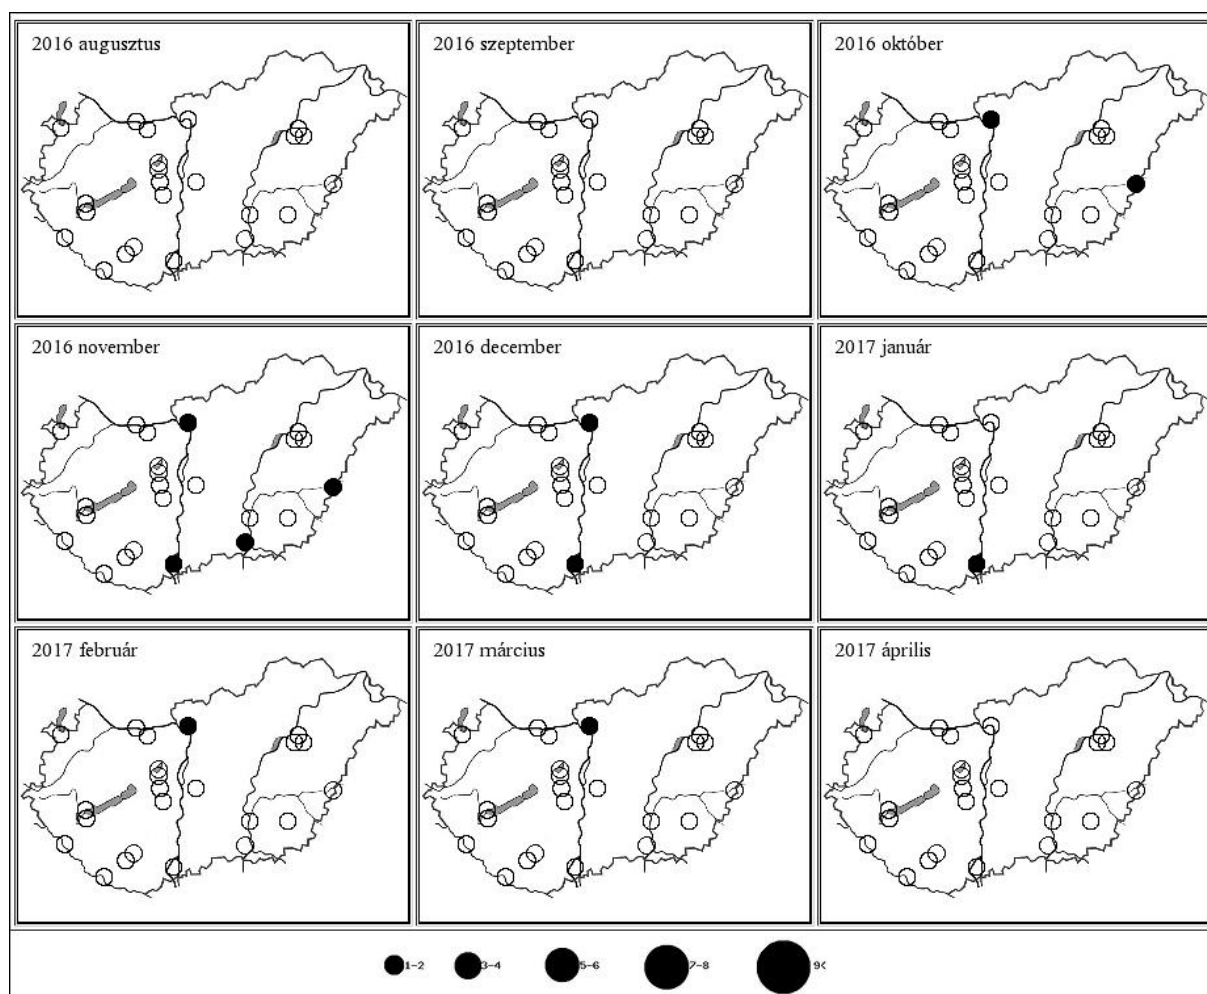 2016 augusztus
2016 szeptember
2016 október
2016 november
2016 december
2017 január
2017 február
2017 március
2017 április
1-2
3-4
5-6
7-8
9<